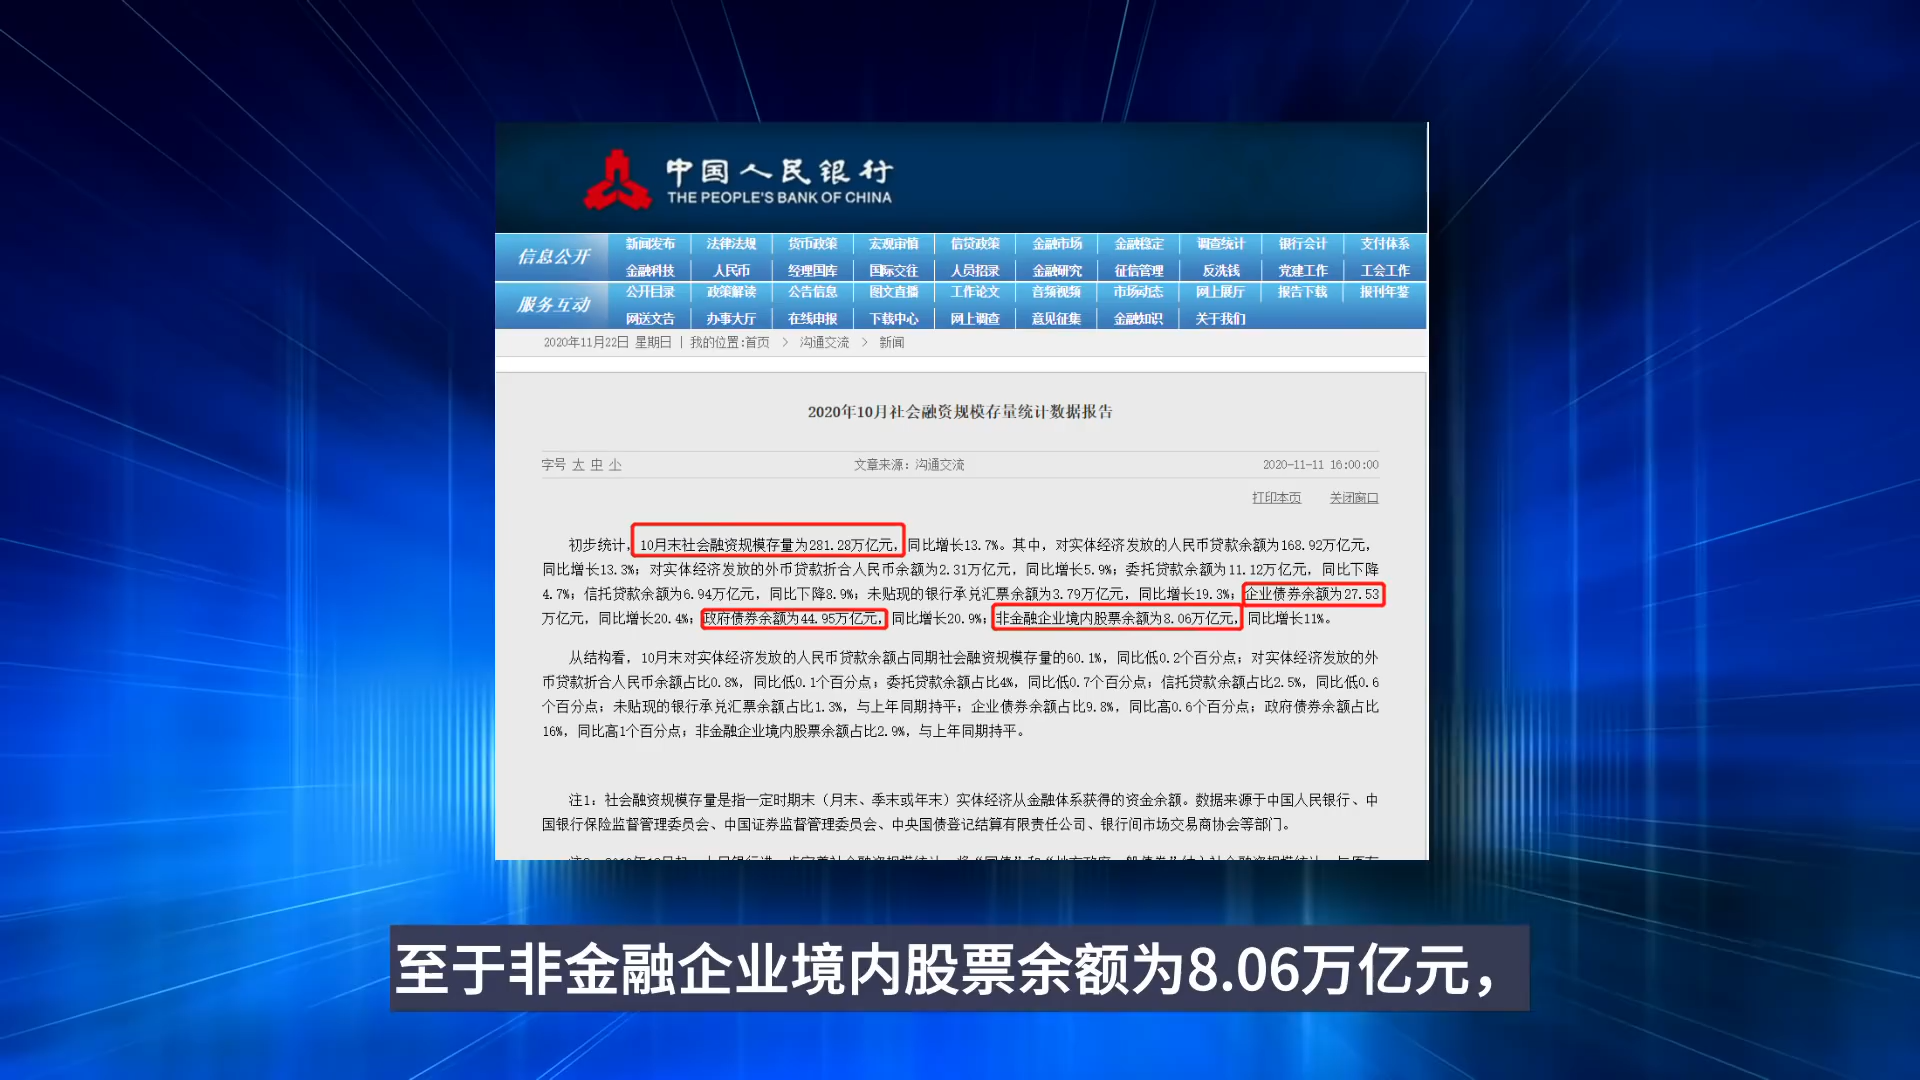 中国人民银行
THE PEOPLE'S BANK OF CHINA
信息公开
新闻发布 法律法规 货币政策 宏观审慎 信贷政策 金融市场 金融稳定 调查统计 银行会计 支付体系
金融科技 人民币 经理国库 国际交往 人员招录 金融研究 征信管理 反洗钱 党建工作 工会工作
服务互动
公开目录 政策解读 公告信息 图文直播 工作论文 音频视频 市场动态 网上展厅 报告下载 报刊年鉴
网送文告 办事大厅 在线申报 下载中心 网上调查 意见征集 金融知识 关于我们
2020年11月22日 星期日 | 我的位置:首页 > 沟通交流 > 新闻
2020年10月社会融资规模存量统计数据报告
字号 大 中 小 文章来源：沟通交流 2020-11-11 16:00:00
打印本页 关闭窗口
初步统计，10月末社会融资规模存量为281.28万亿元，同比增长13.7%。其中，对实体经济发放的人民币贷款余额为168.92万亿元，
同比增长13.3%；对实体经济发放的外币贷款折合人民币余额为2.31万亿元，同比增长5.9%；委托贷款余额为11.12万亿元，同比下降
4.7%；信托贷款余额为6.94万亿元，同比下降8.9%；未贴现的银行承兑汇票余额为3.79万亿元，同比增长19.3%；企业债券余额为27.53
万亿元，同比增长20.4%；政府债券余额为44.95万亿元，同比增长20.9%；非金融企业境内股票余额为8.06万亿元，同比增长11%。
从结构看，10月末对实体经济发放的人民币贷款余额占同期社会融资规模存量的60.1%，同比低0.2个百分点；对实体经济发放的外
币贷款折合人民币余额占比0.8%，同比低0.1个百分点；委托贷款余额占比4%，同比低0.7个百分点；信托贷款余额占比2.5%，同比低0.6
个百分点；未贴现的银行承兑汇票余额占比1.3%，与上年同期持平；企业债券余额占比9.8%，同比高0.6个百分点；政府债券余额占比
16%，同比高1个百分点；非金融企业境内股票余额占比2.9%，与上年同期持平。
注1：社会融资规模存量是指一定时期末（月末、季末或年末）实体经济从金融体系获得的资金余额。数据来源于中国人民银行、中
国银行保险监督管理委员会、中国证券监督管理委员会、中央国债登记结算有限责任公司、银行间市场交易商协会等部门。
至于非金融企业境内股票余额为8.06万亿元，